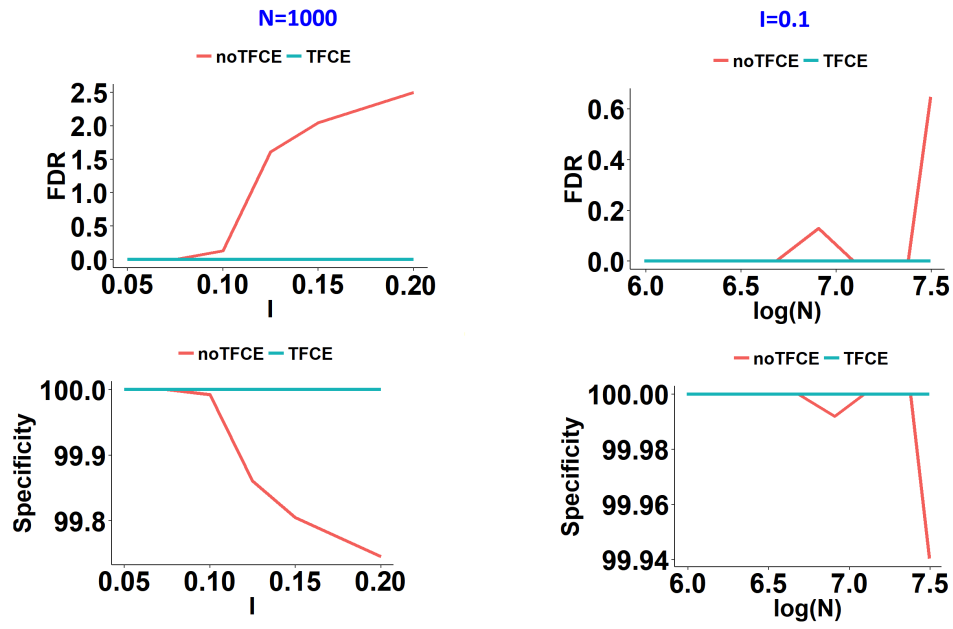 N=1000
noTFCE TFCE
FDR
2.5
2.0
1.5
1.0
0.5
0.0
0.05 0.10 0.15 0.20
I
I=0.1
noTFCE TFCE
FDR
0.6
0.4
0.2
0.0
6.0 6.5 7.0 7.5
log(N)
noTFCE TFCE
Specificity
100.0
99.9
99.8
0.05 0.10 0.15 0.20
I
noTFCE TFCE
Specificity
100.00
99.98
99.96
99.94
6.0 6.5 7.0 7.5
log(N)